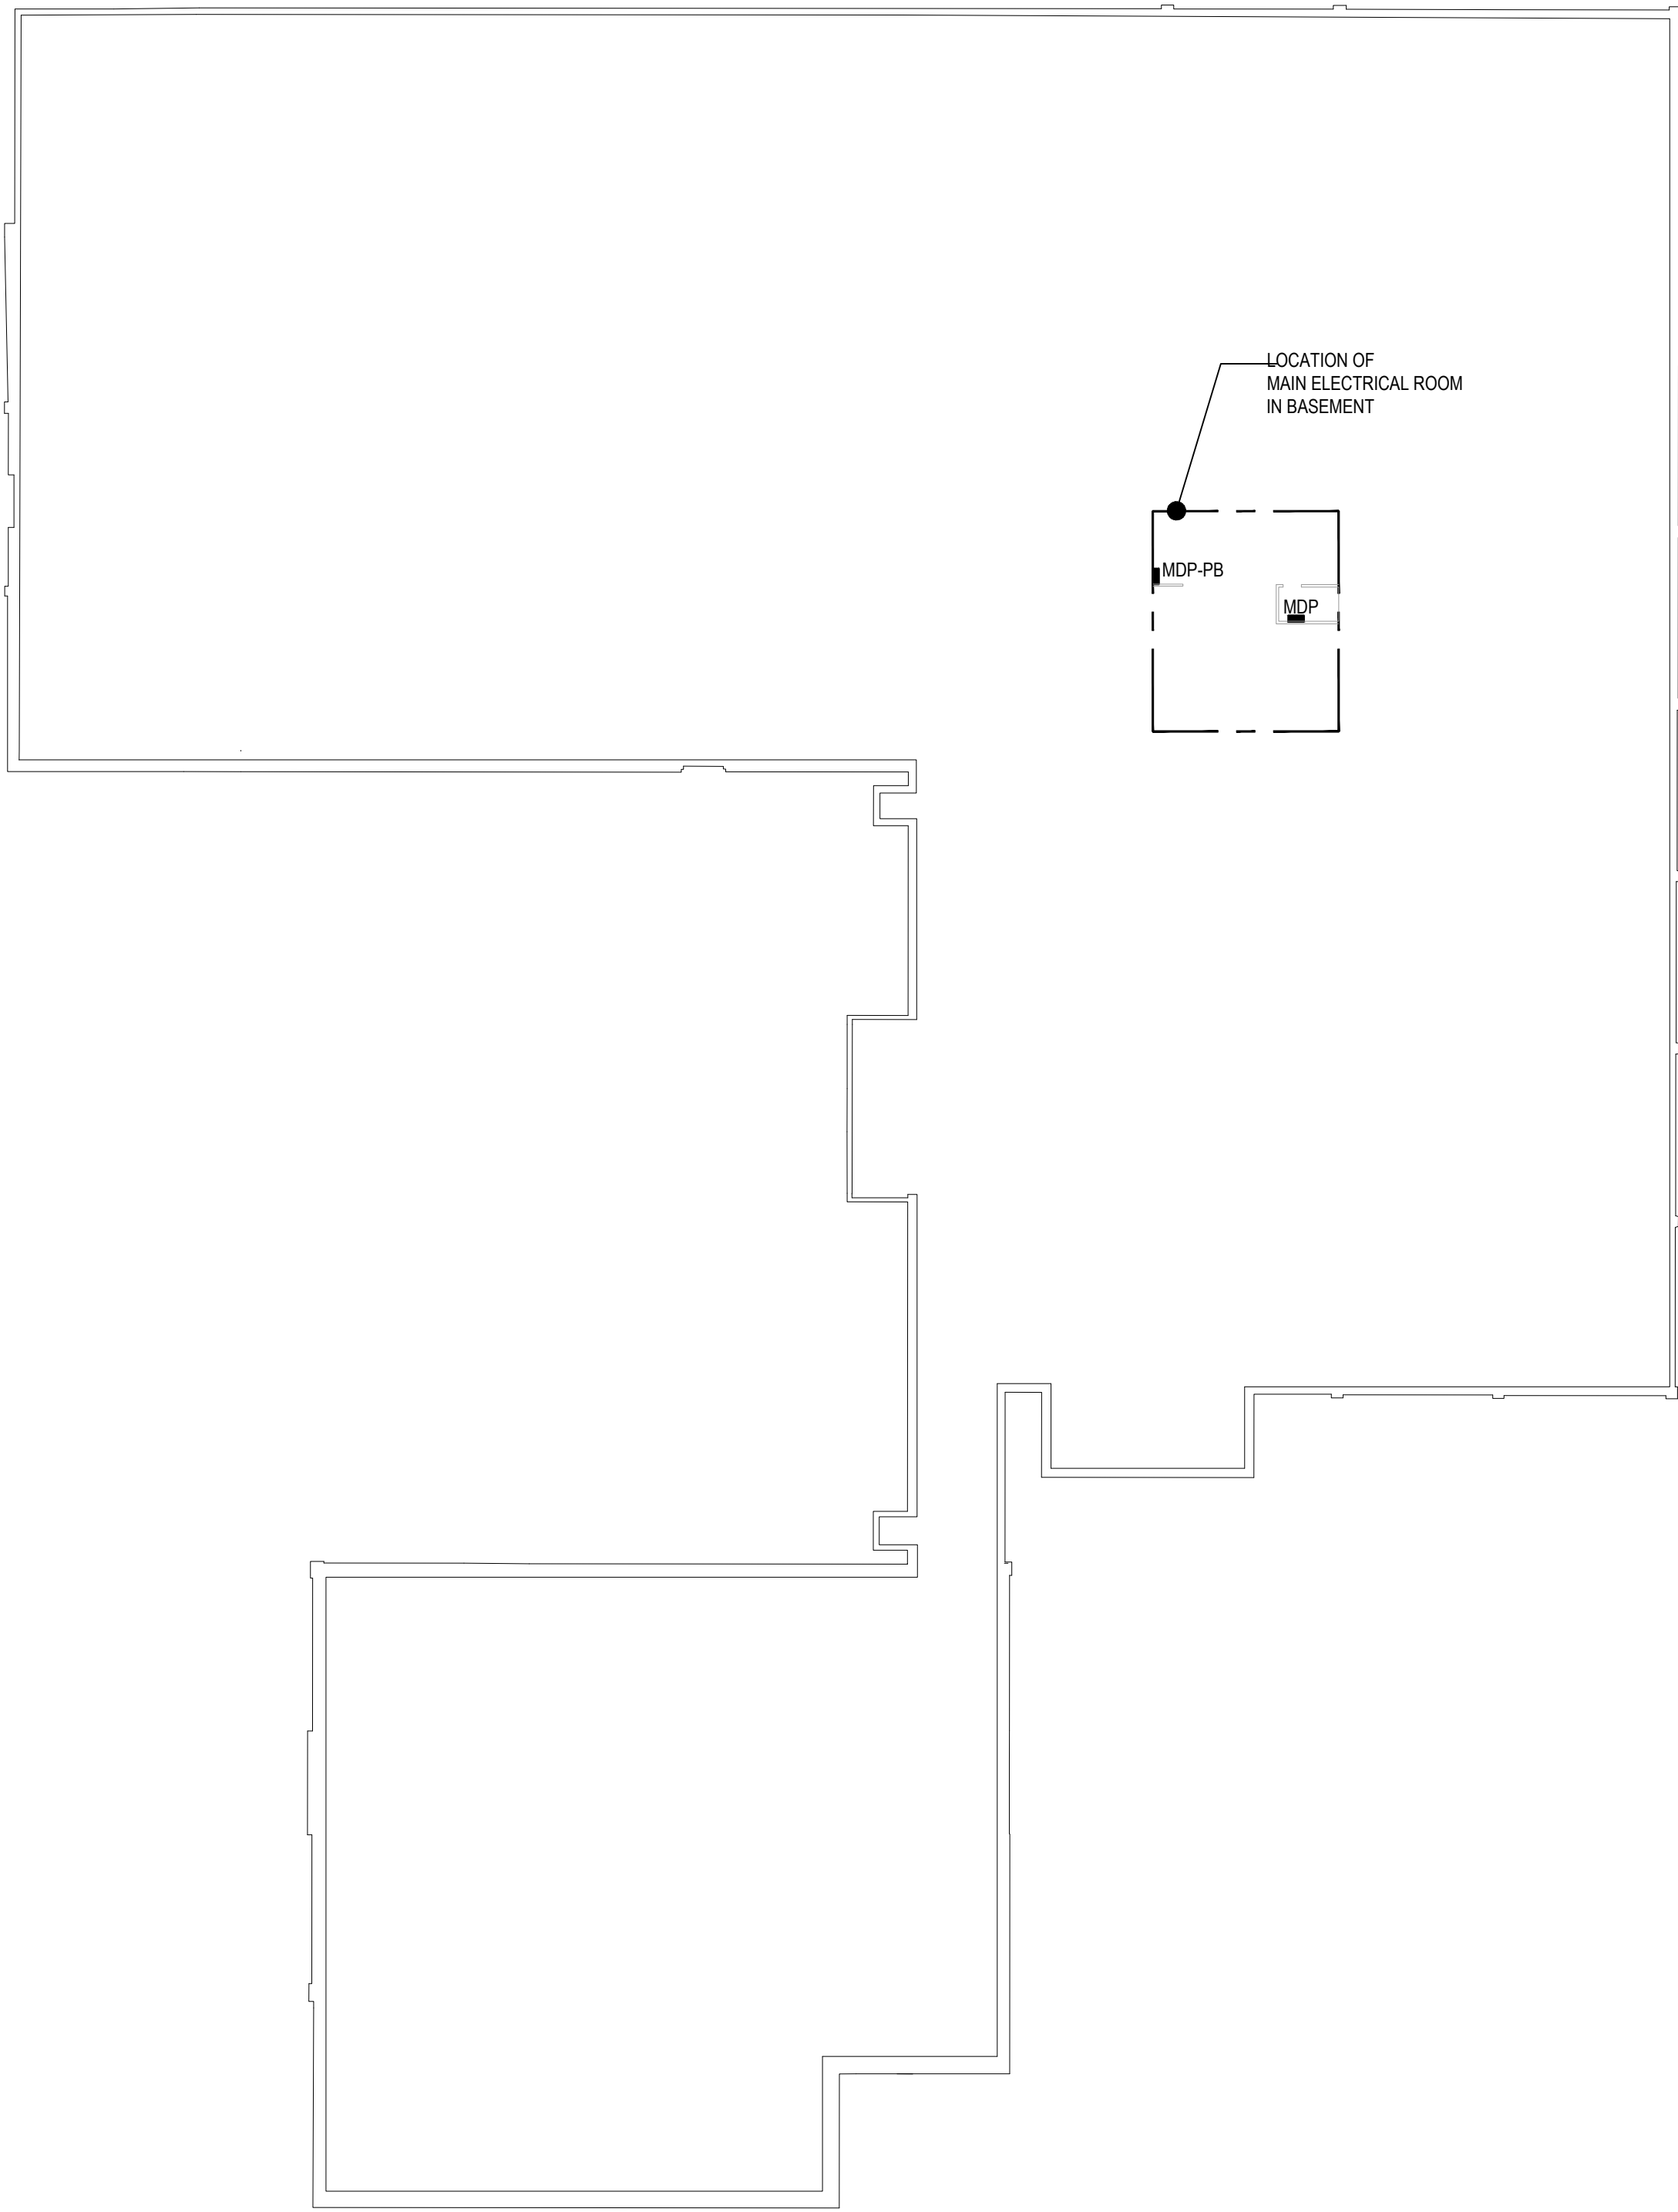 LOCATION OF
MAIN ELECTRICAL ROOM
IN BASEMENT
MDP-PB
MDP